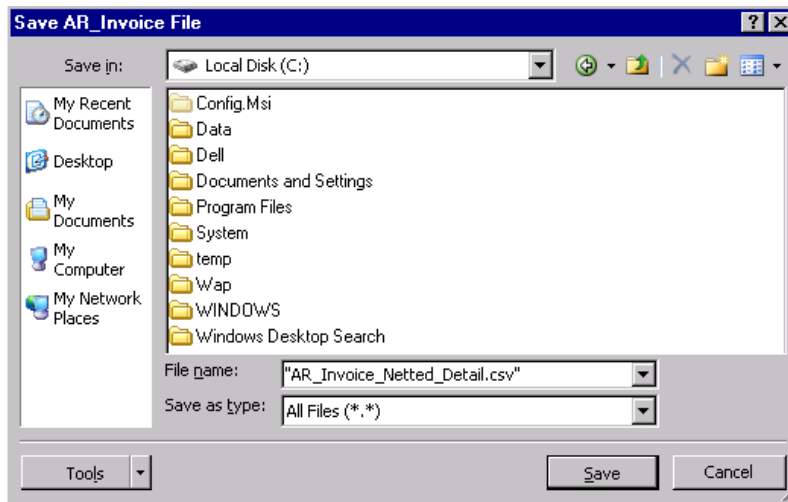 Save AR_Invoice File
Save in:
Local Disk (C:)
My Recent
Documents
Desktop
My
Documents
My
Computer
My Network
Places
Config.Msi
Data
Dell
Documents and Settings
Program Files
System
temp
Wap
WINDOWS
Windows Desktop Search
File name:
"AR_Invoice_Netted_Detail.csv"
Save as type:
All Files (*.*)
Tools
Save
Cancel